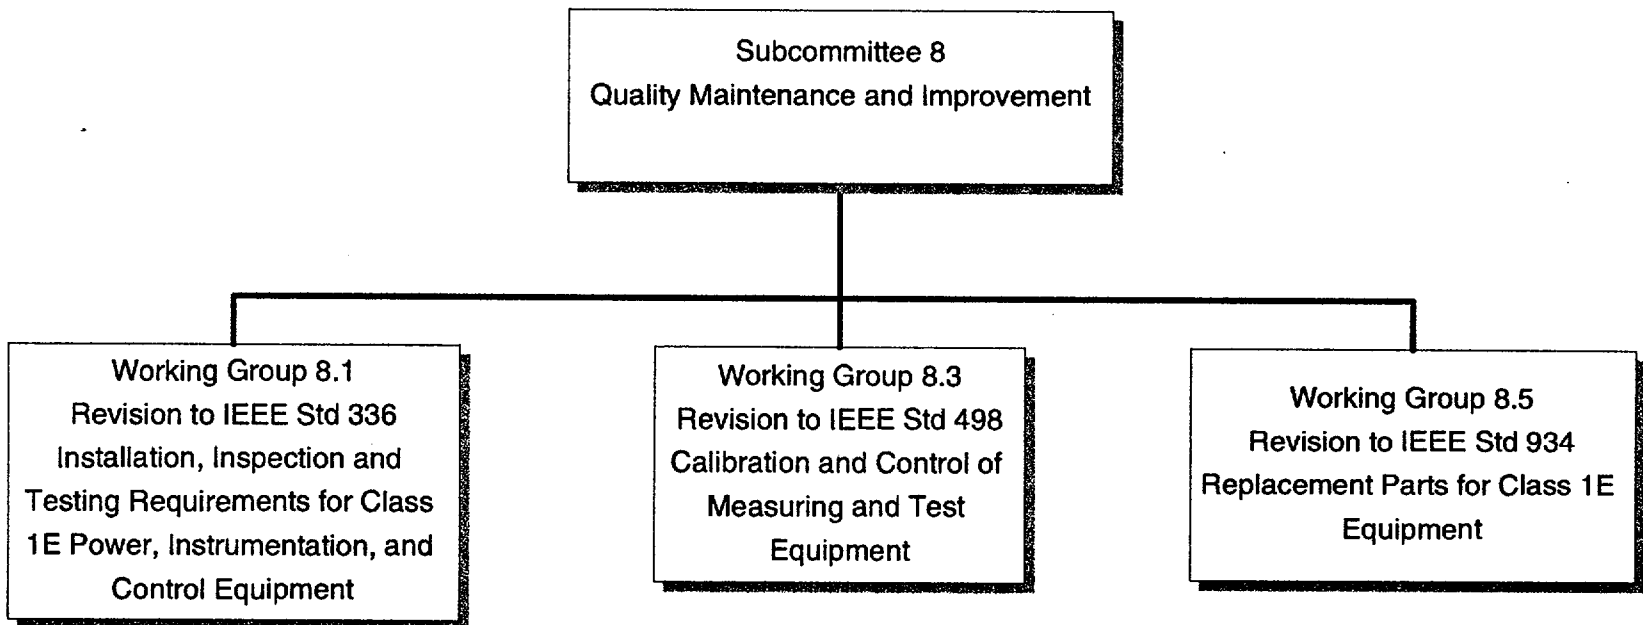 Subcommittee 8
Quality Maintenance and Improvement
Working Group 8.1
Revision to IEEE Std 336
Installation, Inspection and
Testing Requirements for Class
1E Power, Instrumentation, and
Control Equipment
Working Group 8.3
Revision to IEEE Std 498
Calibration and Control of
Measuring and Test
Equipment
Working Group 8.5
Revision to IEEE Std 934
Replacement Parts for Class 1E
Equipment